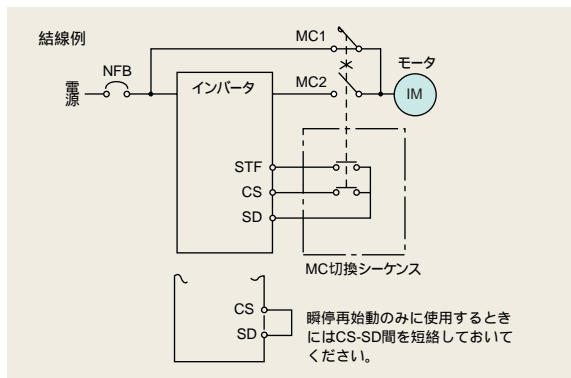 結線例
MC1
NFB
モータ
電源
インバータ
MC2
IM
STF
CS
SD
MC切換シーケンス
CS
SD
瞬停再始動のみに使用するとき
にはCS-SD間を短絡しておいて
ください。